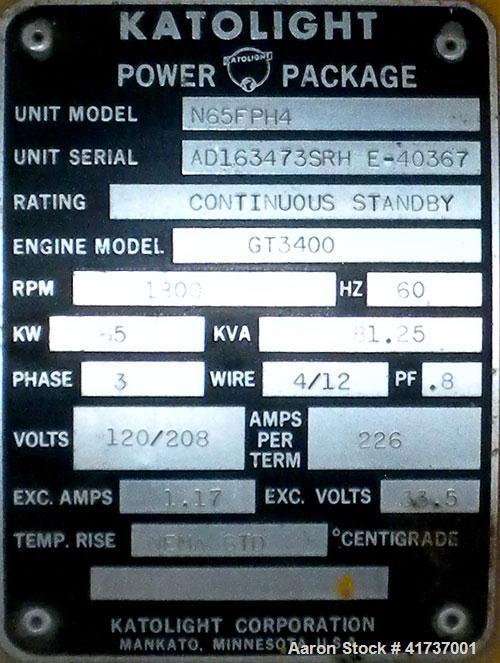 KATOLIGHT
POWER KATOLIGHT PACKAGE
UNIT MODEL N65FPH4
UNIT SERIAL AD163473SRH E-40367
RATING CONTINUOUS STANDBY
ENGINE MODEL GT3400
RPM 1800 HZ 60
KW 65 KVA 81.25
PHASE 3 WIRE 4/12 PF .8
VOLTS 120/208 AMPS PER TERM 226
EXC. AMPS 1.17 EXC. VOLTS 33.5
TEMP. RISE NEMA STD °CENTIGRADE
KATOLIGHT CORPORATION
MANKATO, MINNESOTA U.S.A.
Aaron Stock # 41737001